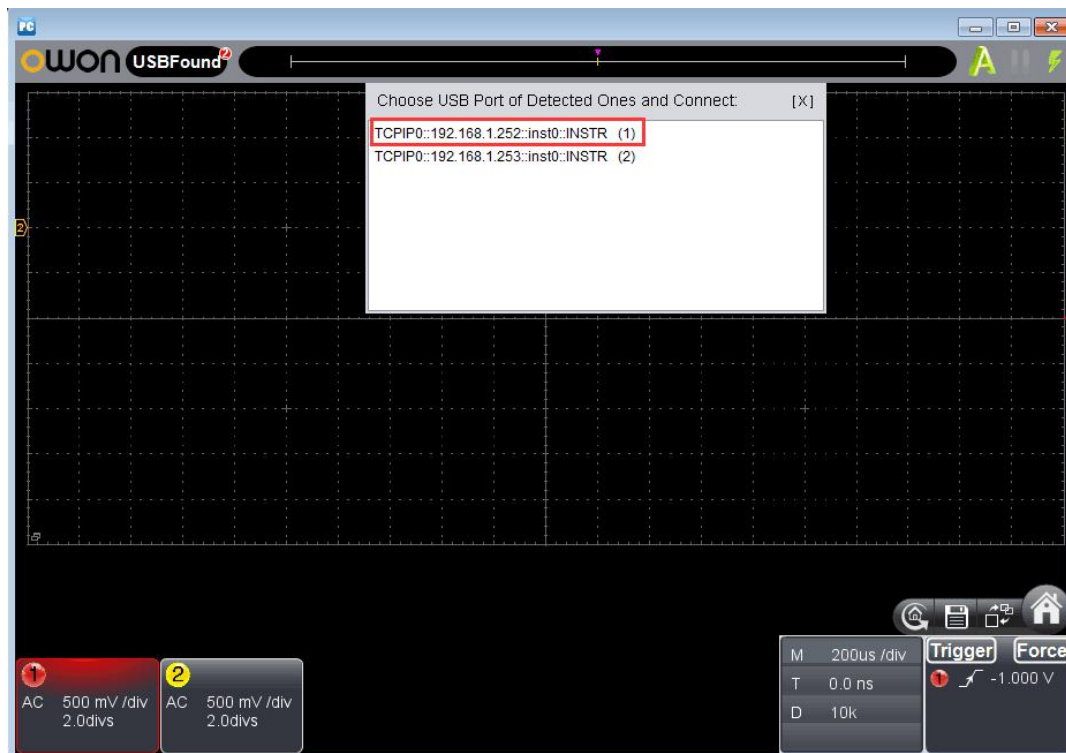 PC
OWON USBFound 2
Choose USB Port of Detected Ones and Connect: [X]
TCPIP0::192.168.1.252::inst0::INSTR (1)
TCPIP0::192.168.1.253::inst0::INSTR (2)
2
1
AC 500 mV /div
2.0divs
2
AC 500 mV /div
2.0divs
M 200us /div
T 0.0 ns
D 10k
Trigger Force
1 -1.000 V